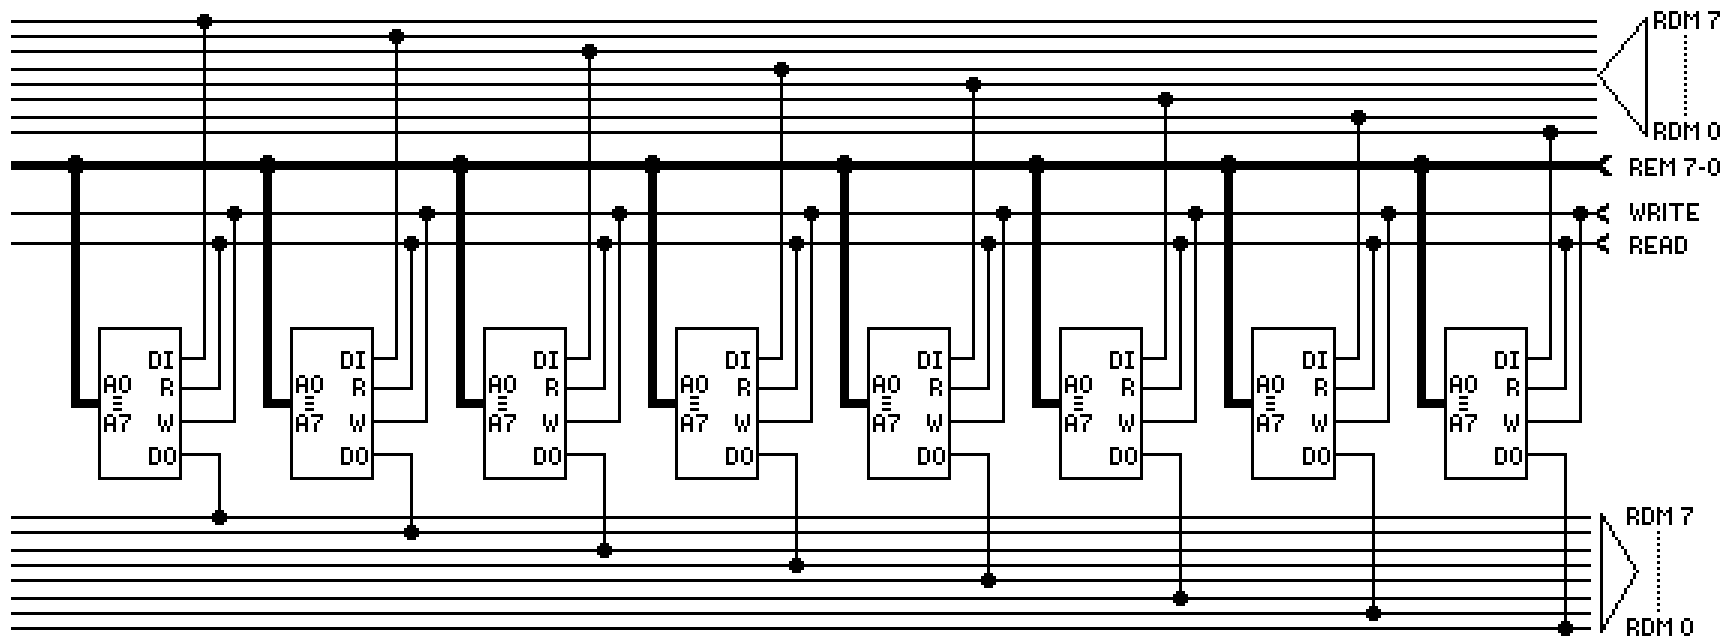 RDM 7
RDM 0
REM 7-0
WRITE
READ
DI DI DI DI DI DI DI DI
A0 R A0 R A0 R A0 R A0 R A0 R A0 R A0 R
A7 W A7 W A7 W A7 W A7 W A7 W A7 W A7 W
DO DO DO DO DO DO DO DO
RDM 7
RDM 0